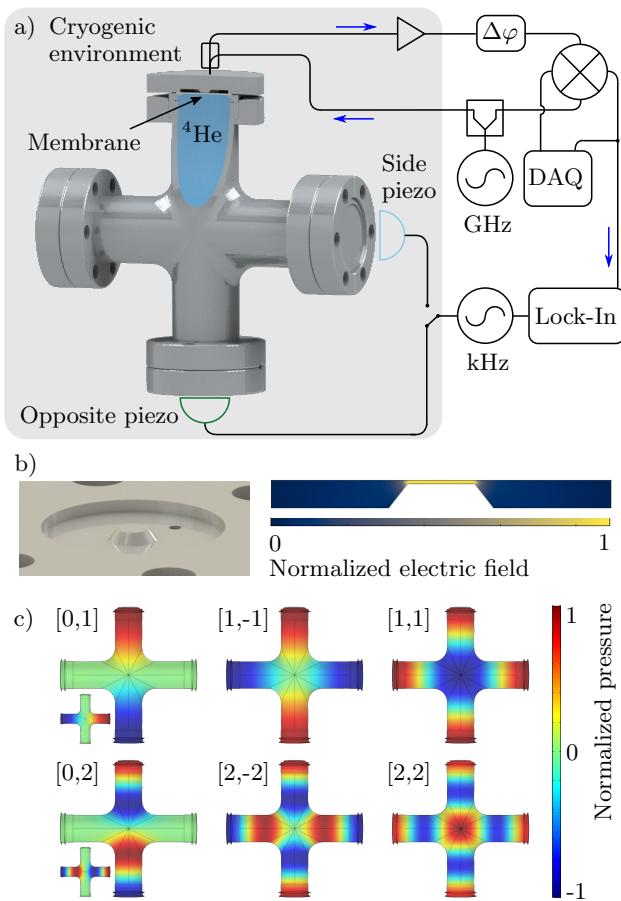 a)
Cryogenic
environment
Δφ
Membrane
⁴He
Side
piezo
DAQ
GHz
Lock-In
kHz
Opposite piezo
b)
0
1
Normalized electric field
c)
[0,1]
[1,-1]
[1,1]
[0,2]
[2,-2]
[2,2]
1
0
-1
Normalized pressure